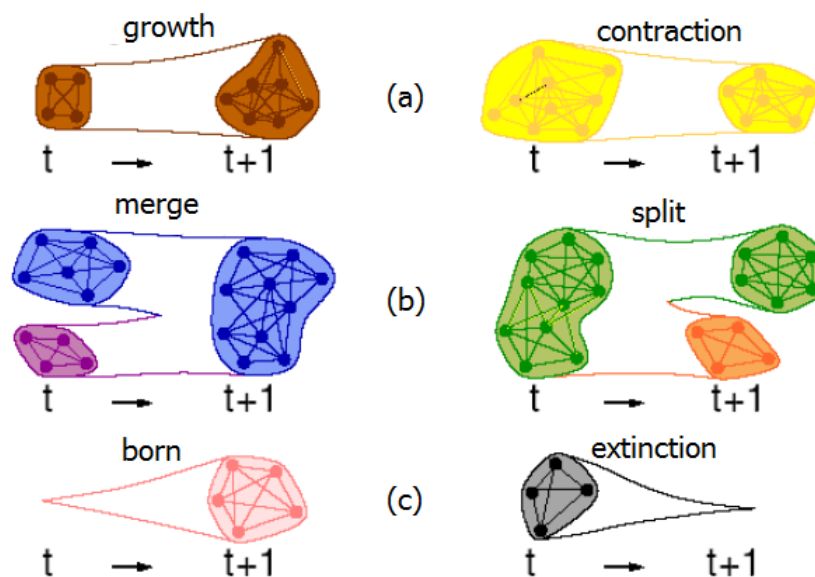 growth
contraction
(a)
t → t+1
t → t+1
merge
split
(b)
t → t+1
t → t+1
born
extinction
(c)
t → t+1
t → t+1